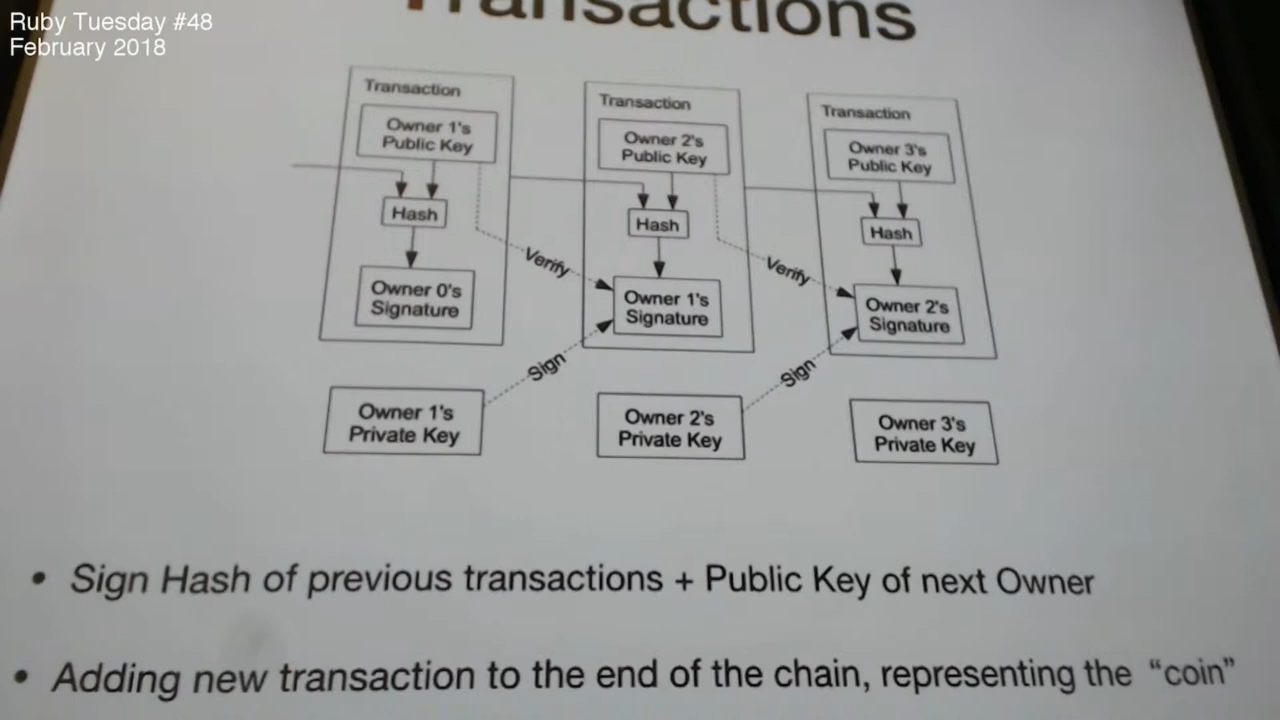 Ruby Tuesday #48
February 2018
Transactions
Transaction
Owner 1's
Public Key
Hash
Owner 0's
Signature
Transaction
Owner 2's
Public Key
Hash
Verify
Owner 1's
Signature
Sign
Transaction
Owner 3's
Public Key
Hash
Verify
Owner 2's
Signature
Sign
Owner 1's
Private Key
Owner 2's
Private Key
Owner 3's
Private Key
• Sign Hash of previous transactions + Public Key of next Owner
• Adding new transaction to the end of the chain, representing the “coin”